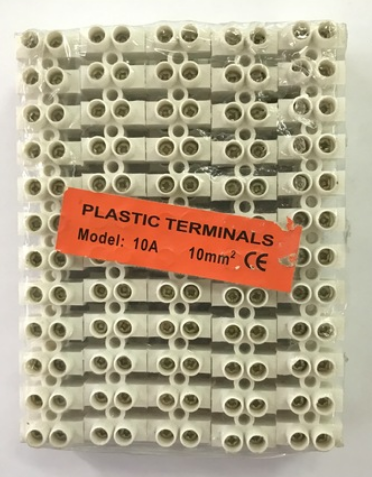 PLASTIC TERMINALS
Model: 10A 10mm² CE